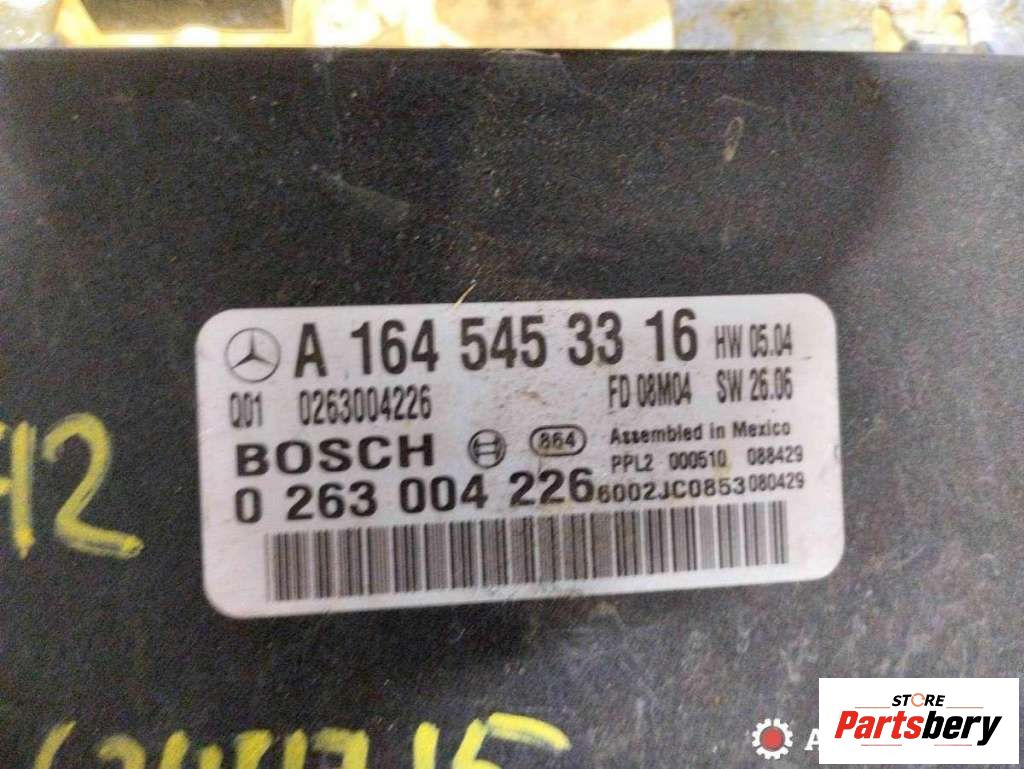 A 164 545 33 16 HW 05.04
Q01 0263004226 FD 08M04 SW 26.06
BOSCH 864 Assembled in Mexico
PPL2 000510 088429
0 263 004 226 6002JC0853 080429
STORE
Partsbery